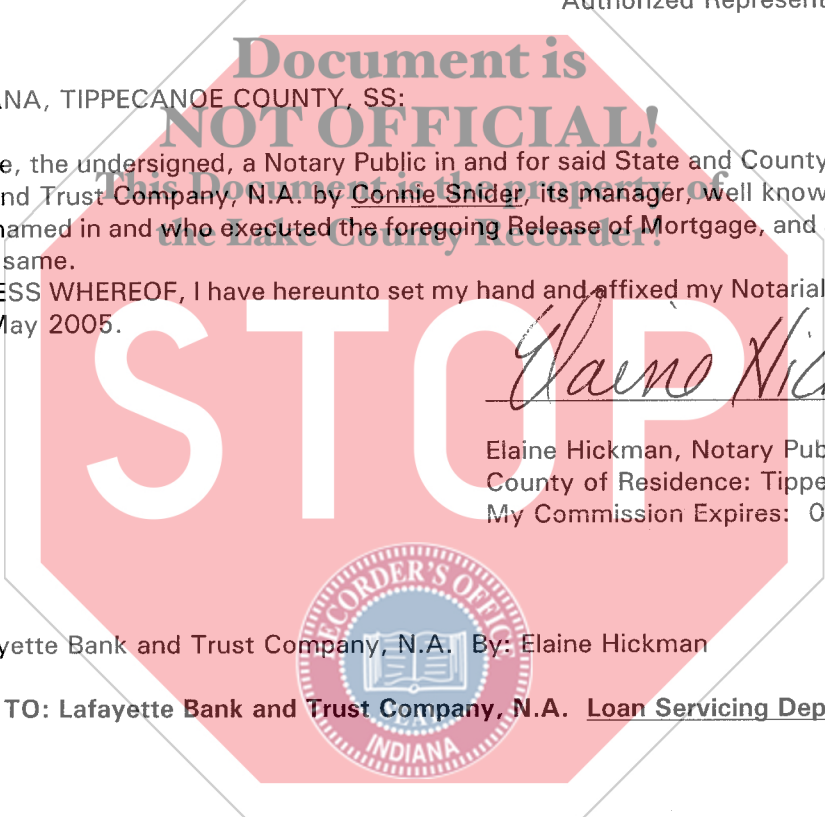 Authorized Represent
Document is
ANA, TIPPECANOE COUNTY, SS:
NOT OFFICIAL!
e, the undersigned, a Notary Public in and for said State and County
This Document is the property of
nd Trust Company, N.A. by Connie Snider, its manager, well know
named in and who executed the foregoing Release of Mortgage, and
the Lake County Recorder!
same.
ESS WHEREOF, I have hereunto set my hand and affixed my Notarial
May 2005.
STOP
Elaine Hic
Elaine Hickman, Notary Pub
County of Residence: Tippe
My Commission Expires: 0
RECORDER'S OFFICE
yette Bank and Trust Company, N.A. By: Elaine Hickman
TO: Lafayette Bank and Trust Company, N.A. Loan Servicing Dep
LAKE
INDIANA